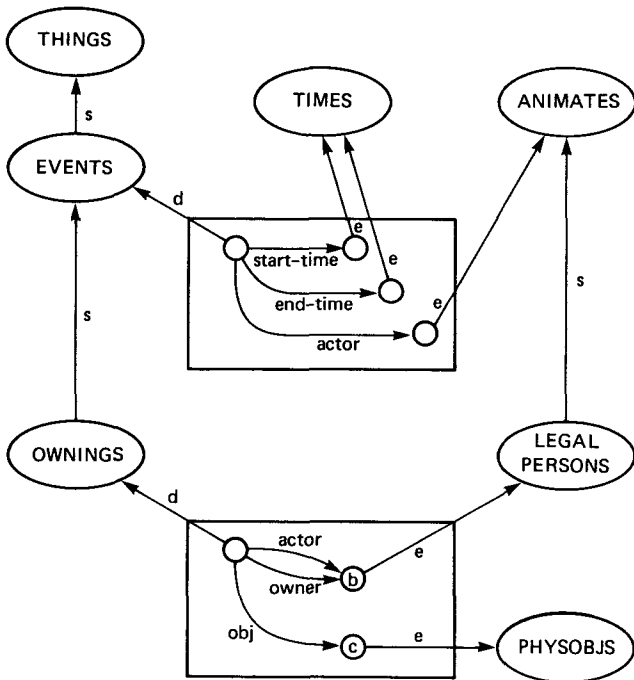 THINGS
TIMES
ANIMATES
s
EVENTS
d
e
start-time
e
end-time
e
actor
s
s
OWNINGS
LEGAL
PERSONS
d
actor
e
b
owner
obj
c
e
PHYSOBJS